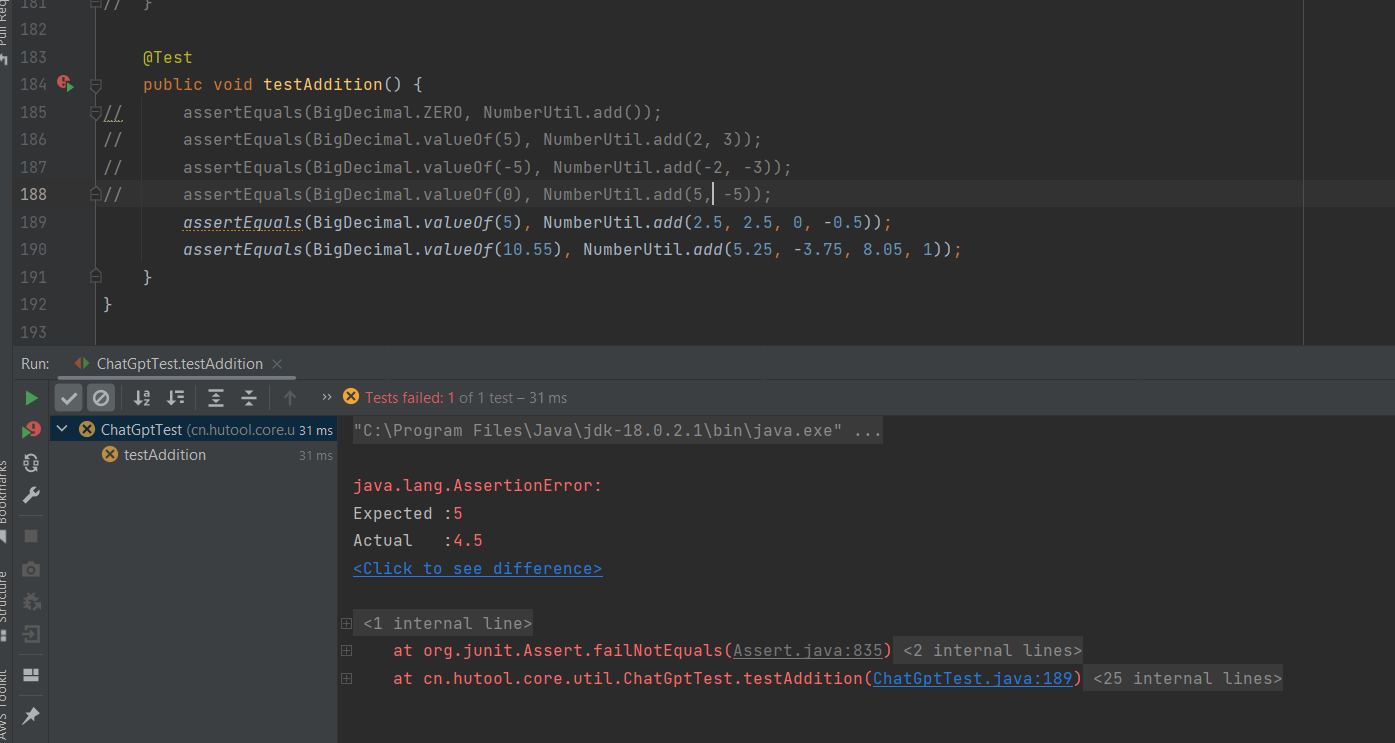 181 // }
182
183 @Test
184 public void testAddition() {
185 // assertEquals(BigDecimal.ZERO, NumberUtil.add());
186 // assertEquals(BigDecimal.valueOf(5), NumberUtil.add(2, 3));
187 // assertEquals(BigDecimal.valueOf(-5), NumberUtil.add(-2, -3));
188 // assertEquals(BigDecimal.valueOf(0), NumberUtil.add(5, -5));
189 assertEquals(BigDecimal.valueOf(5), NumberUtil.add(2.5, 2.5, 0, -0.5));
190 assertEquals(BigDecimal.valueOf(10.55), NumberUtil.add(5.25, -3.75, 8.05, 1));
191 }
192 }
193
Run: ChatGptTest.testAddition
Tests failed: 1 of 1 test – 31 ms
ChatGptTest (cn.hutool.core.u 31 ms
testAddition 31 ms
"C:\Program Files\Java\jdk-18.0.2.1\bin\java.exe" ...
java.lang.AssertionError:
Expected :5
Actual :4.5
<Click to see difference>
<1 internal line>
at org.junit.Assert.failNotEquals(Assert.java:835) <2 internal lines>
at cn.hutool.core.util.ChatGptTest.testAddition(ChatGptTest.java:189) <25 internal lines>
Pull Req
Bookmarks
Structure
AWS Toolkit